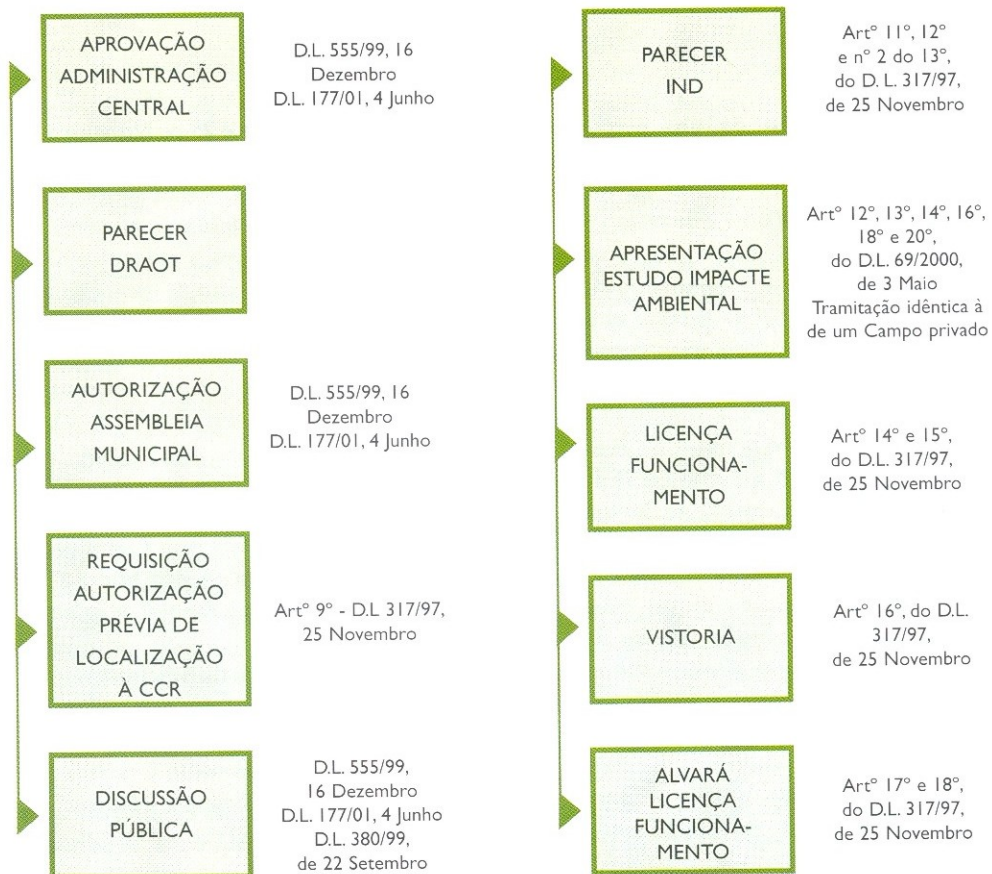 APROVAÇÃO
ADMINISTRAÇÃO
CENTRAL
D.L. 555/99, 16
Dezembro
D.L. 177/01, 4 Junho
PARECER
DRAOT
AUTORIZAÇÃO
ASSEMBLEIA
MUNICIPAL
D.L. 555/99, 16
Dezembro
D.L. 177/01, 4 Junho
REQUISIÇÃO
AUTORIZAÇÃO
PRÉVIA DE
LOCALIZAÇÃO
À CCR
Artº 9º - D.L 317/97,
25 Novembro
DISCUSSÃO
PÚBLICA
D.L. 555/99,
16 Dezembro
D.L. 177/01, 4 Junho
D.L. 380/99,
de 22 Setembro
PARECER
IND
Artº 11º, 12º
e nº 2 do 13º,
do D. L. 317/97,
de 25 Novembro
APRESENTAÇÃO
ESTUDO IMPACTE
AMBIENTAL
Artº 12º, 13º, 14º, 16º,
18º e 20º,
do D.L. 69/2000,
de 3 Maio
Tramitação idêntica à
de um Campo privado
LICENÇA
FUNCIONA-
MENTO
Artº 14º e 15º,
do D.L. 317/97,
de 25 Novembro
VISTORIA
Artº 16º, do D.L.
317/97,
de 25 Novembro
ALVARÁ
LICENÇA
FUNCIONA-
MENTO
Artº 17º e 18º,
do D.L. 317/97,
de 25 Novembro